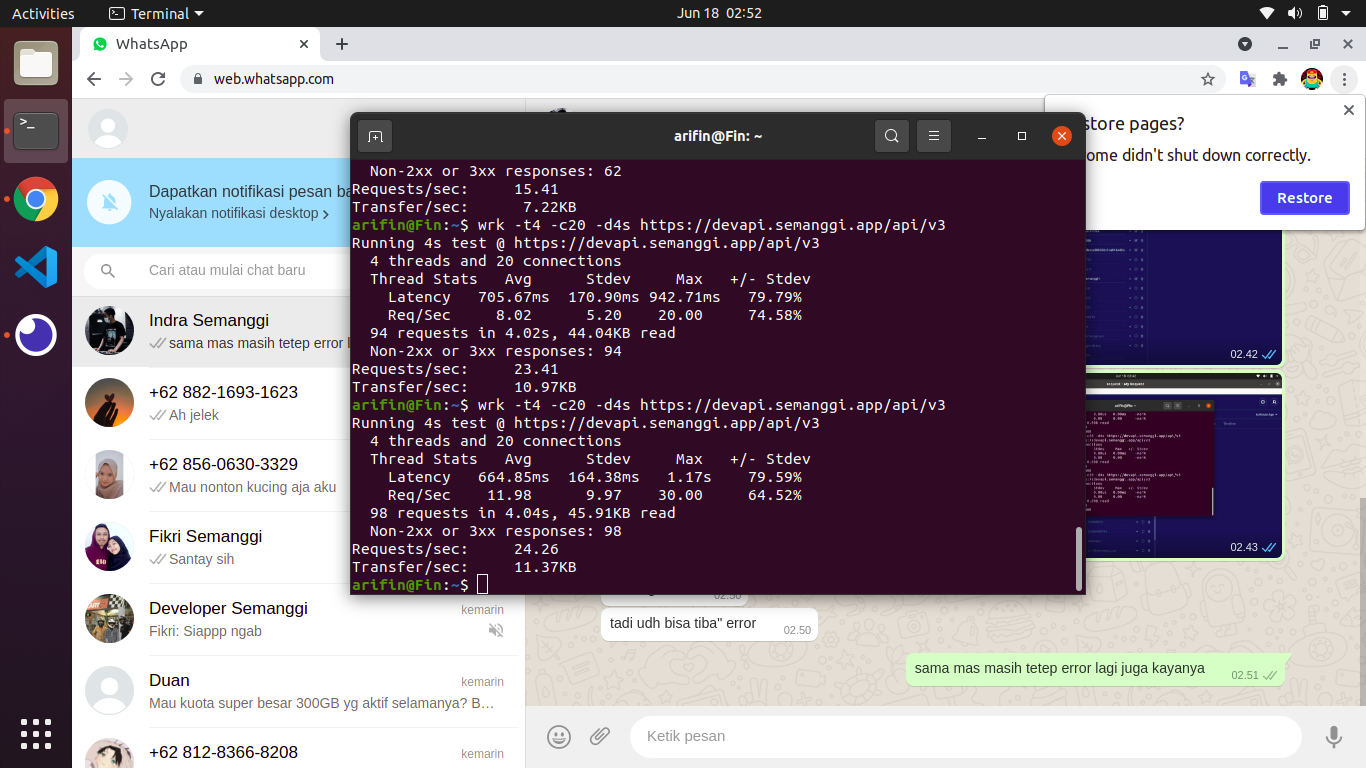 Activities
Terminal
Jun 18 02:52
WhatsApp
web.whatsapp.com
store pages?
ome didn't shut down correctly.
Restore
Dapatkan notifikasi pesan ba
Nyalakan notifikasi desktop
Cari atau mulai chat baru
Indra Semanggi
sama mas masih tetep error l
+62 882-1693-1623
Ah jelek
+62 856-0630-3329
Mau nonton kucing aja aku
Fikri Semanggi
Santay sih
Developer Semanggi
kemarin
Fikri: Siappp ngab
Duan
kemarin
Mau kuota super besar 300GB yg aktif selamanya? B…
+62 812-8366-8208
kemarin
arifin@Fin: ~
Non-2xx or 3xx responses: 62
Requests/sec: 15.41
Transfer/sec: 7.22KB
arifin@Fin:~$ wrk -t4 -c20 -d4s https://devapi.semanggi.app/api/v3
Running 4s test @ https://devapi.semanggi.app/api/v3
4 threads and 20 connections
Thread Stats Avg Stdev Max +/- Stdev
Latency 705.67ms 170.90ms 942.71ms 79.79%
Req/Sec 8.02 5.20 20.00 74.58%
94 requests in 4.02s, 44.04KB read
Non-2xx or 3xx responses: 94
Requests/sec: 23.41
Transfer/sec: 10.97KB
arifin@Fin:~$ wrk -t4 -c20 -d4s https://devapi.semanggi.app/api/v3
Running 4s test @ https://devapi.semanggi.app/api/v3
4 threads and 20 connections
Thread Stats Avg Stdev Max +/- Stdev
Latency 664.85ms 164.38ms 1.17s 79.59%
Req/Sec 11.98 9.97 30.00 64.52%
98 requests in 4.04s, 45.91KB read
Non-2xx or 3xx responses: 98
Requests/sec: 24.26
Transfer/sec: 11.37KB
arifin@Fin:~$
02.42
02.43
02.50
tadi udh bisa tiba" error
02.50
sama mas masih tetep error lagi juga kayanya
02.51
Ketik pesan